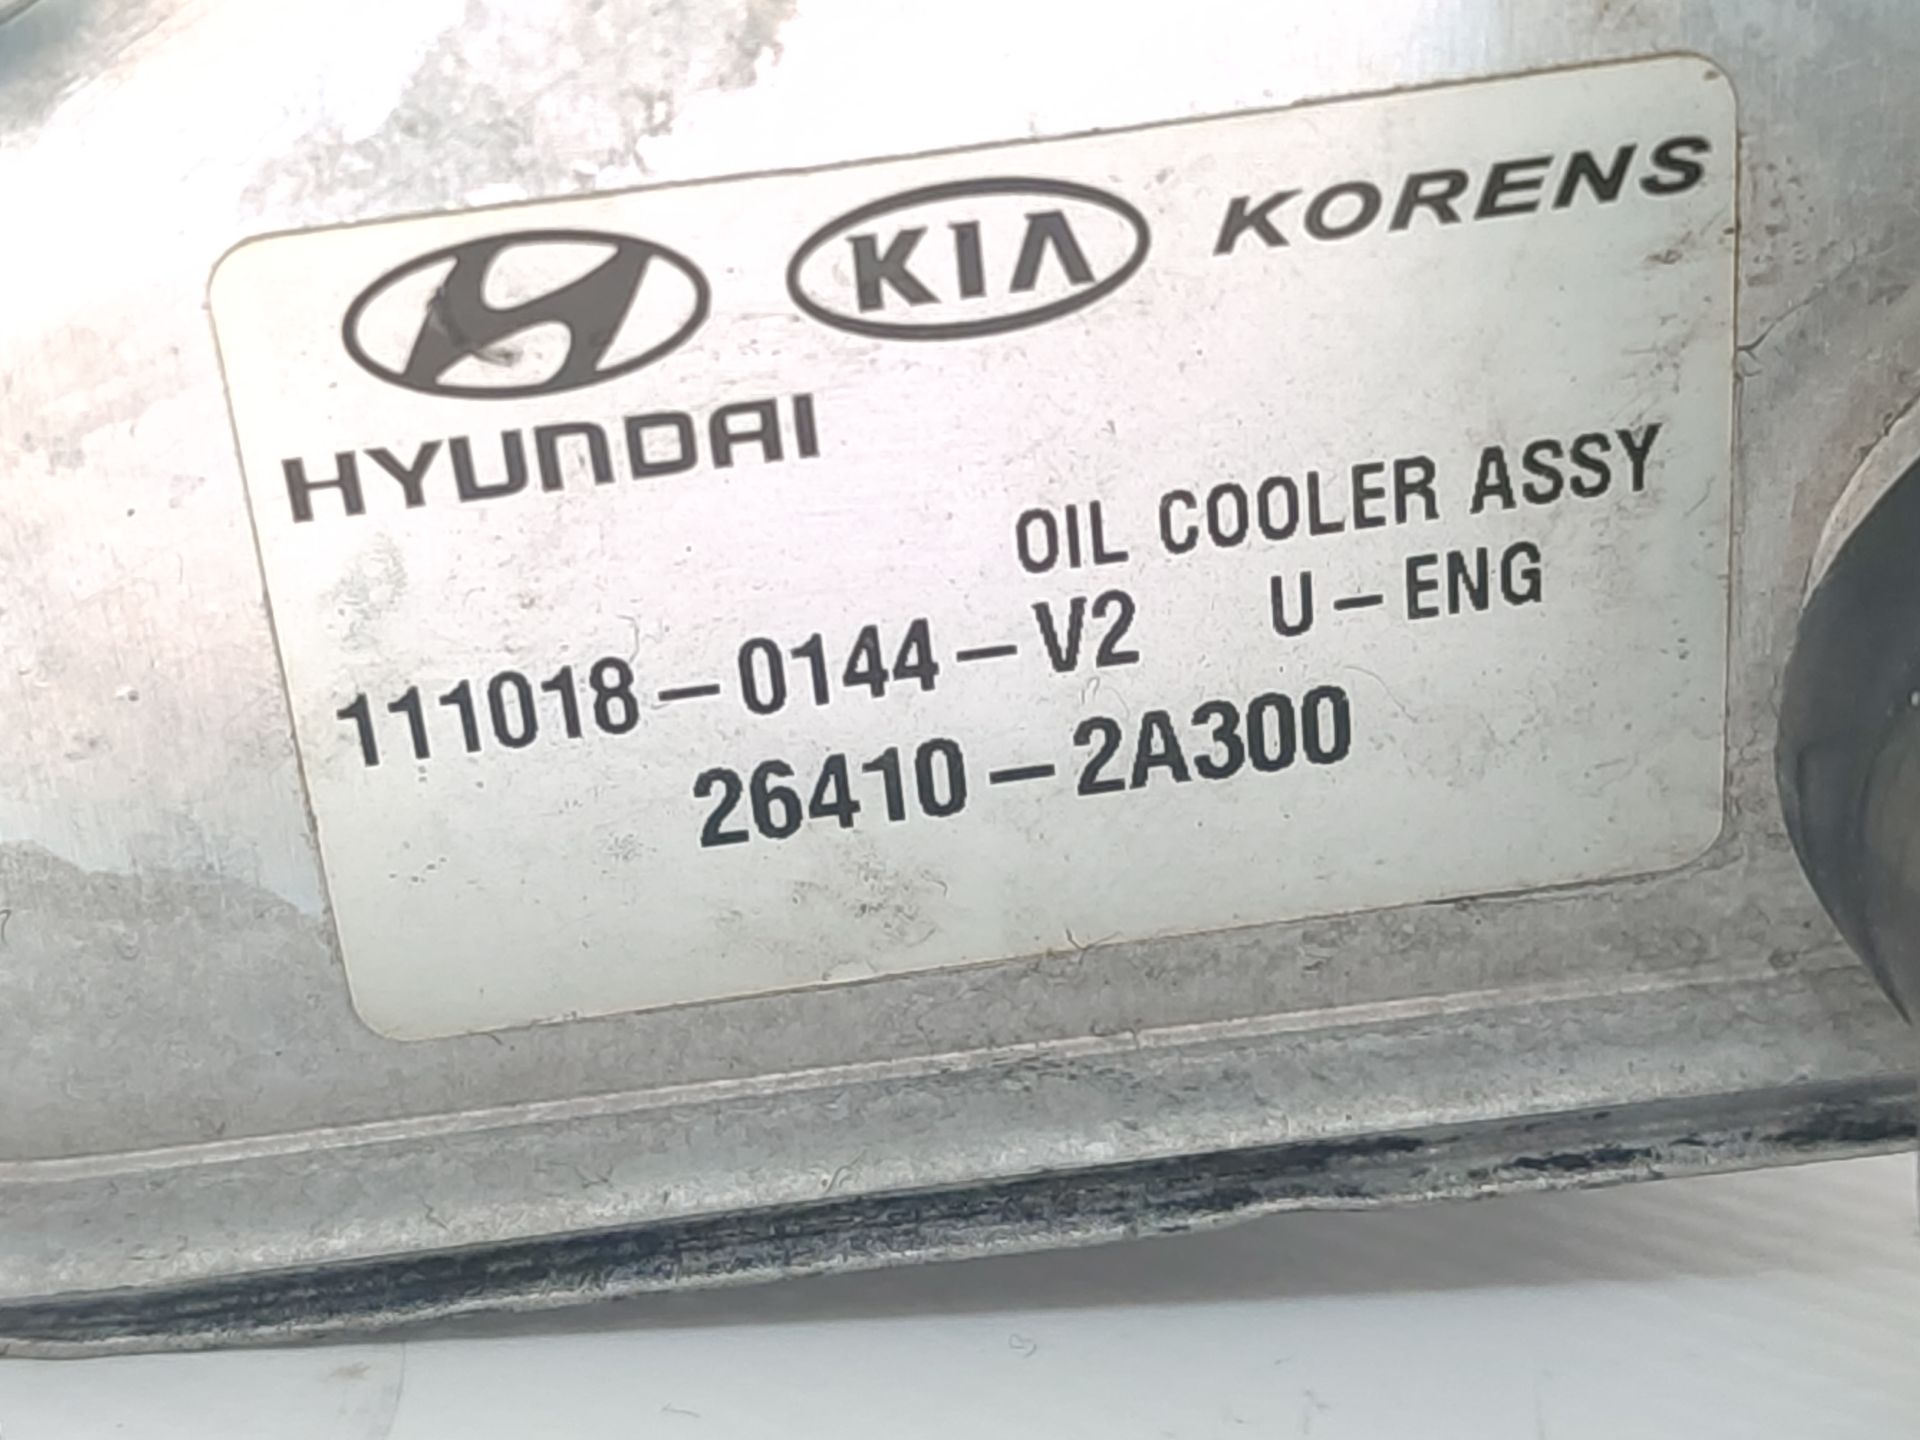 KIA KORENS
HYUNDAI
OIL COOLER ASSY
111018-0144-V2 U-ENG
26410-2A300